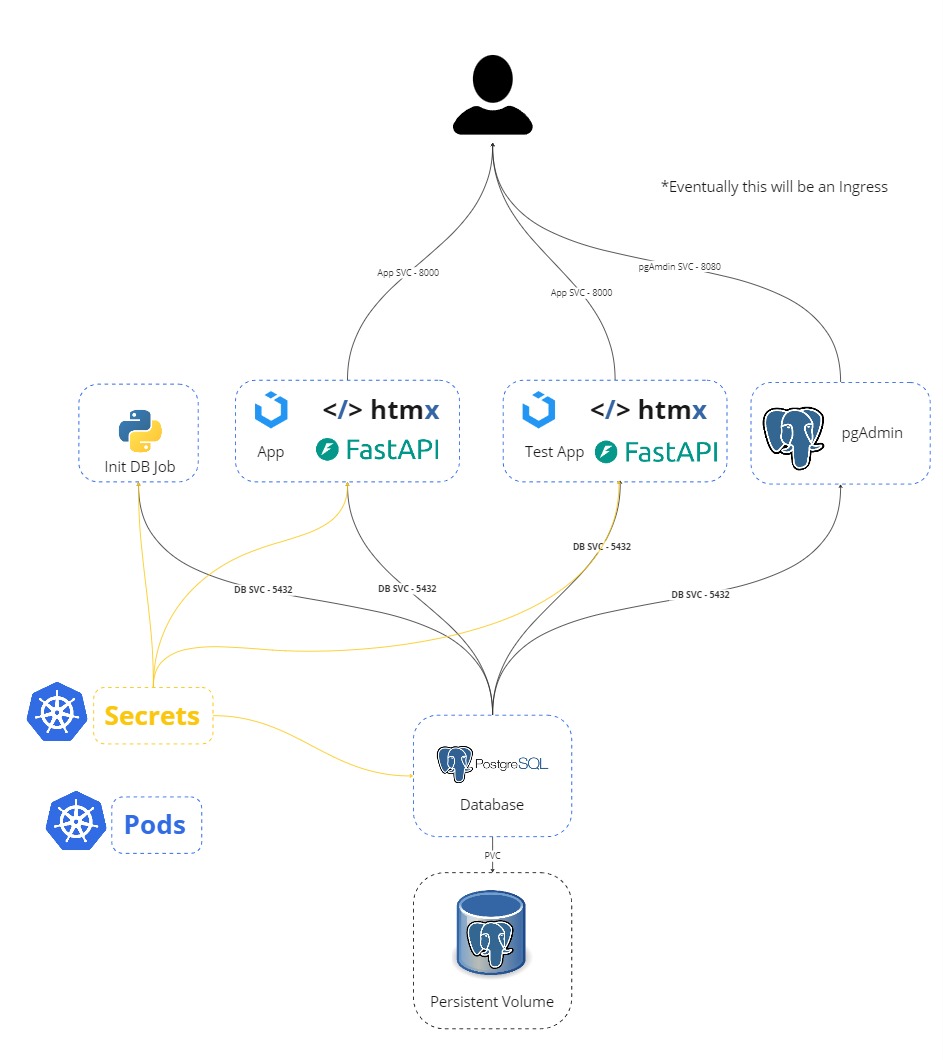 *Eventually this will be an Ingress
App SVC - 8000
App SVC - 8000
pgAmdin SVC - 8080
Init DB Job
</> htmx
App
FastAPI
</> htmx
Test App
FastAPI
pgAdmin
DB SVC - 5432
DB SVC - 5432
DB SVC - 5432
DB SVC - 5432
Secrets
PostgreSQL
Database
Pods
PVC
Persistent Volume